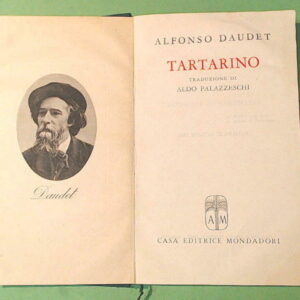 Daudet
ALFONSO DAUDET
TARTARINO
TRADUZIONE DI
ALDO PALAZZESCHI
A M
CASA EDITRICE MONDADORI